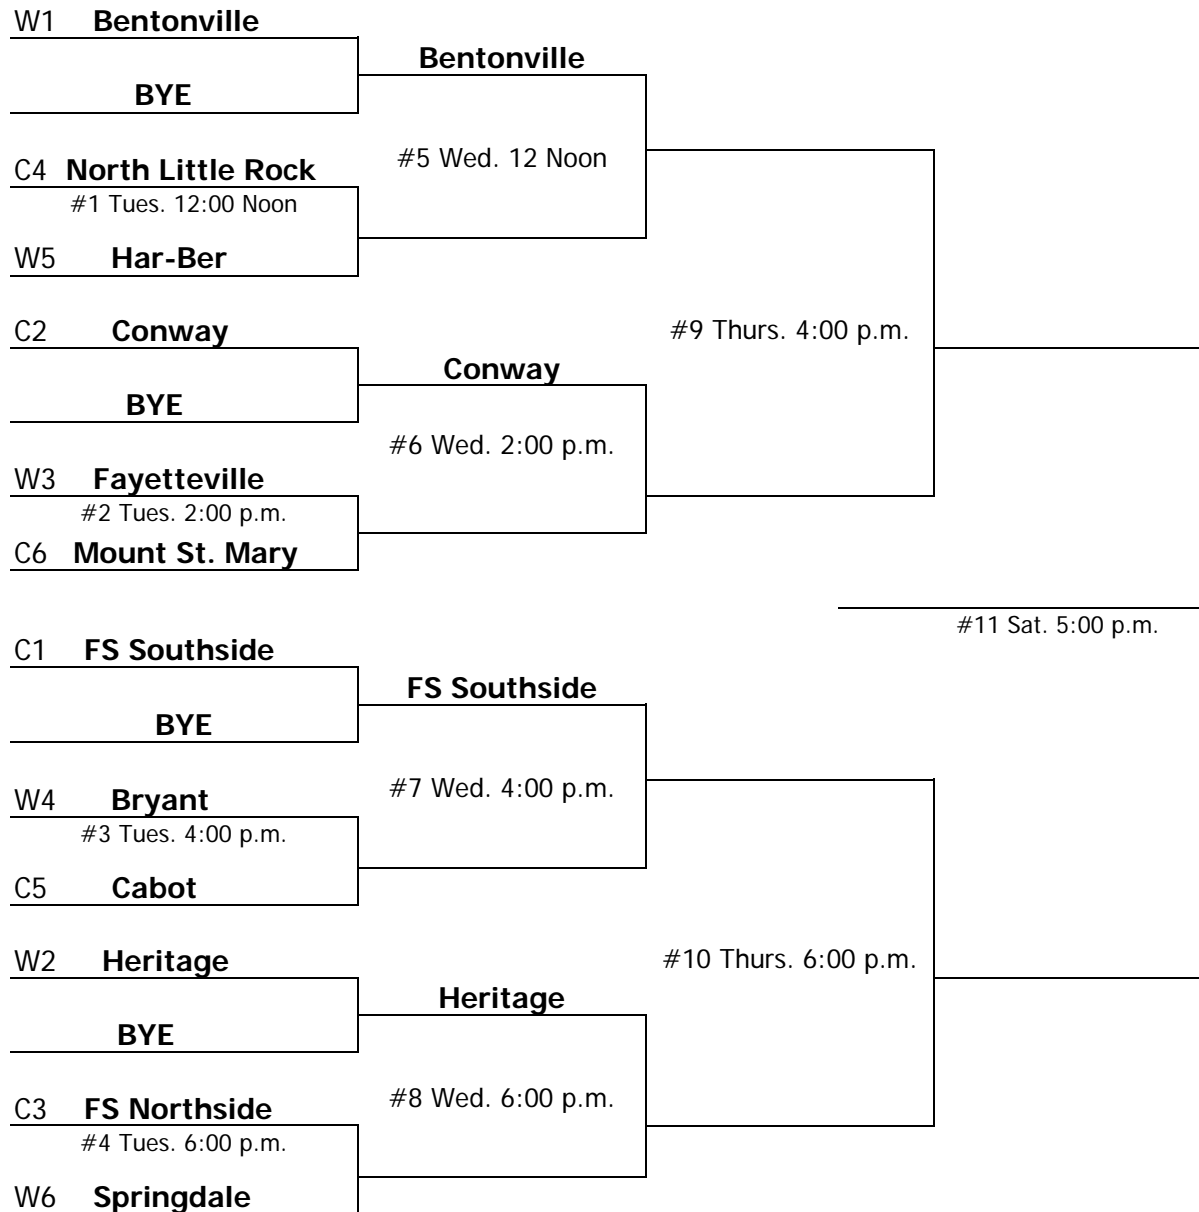 W1 Bentonville
Bentonville
BYE
#5 Wed. 12 Noon
C4 North Little Rock
#1 Tues. 12:00 Noon
W5 Har-Ber
C2 Conway
#9 Thurs. 4:00 p.m.
Conway
BYE
#6 Wed. 2:00 p.m.
W3 Fayetteville
#2 Tues. 2:00 p.m.
C6 Mount St. Mary
#11 Sat. 5:00 p.m.
C1 FS Southside
FS Southside
BYE
#7 Wed. 4:00 p.m.
W4 Bryant
#3 Tues. 4:00 p.m.
C5 Cabot
W2 Heritage
#10 Thurs. 6:00 p.m.
Heritage
BYE
#8 Wed. 6:00 p.m.
C3 FS Northside
#4 Tues. 6:00 p.m.
W6 Springdale